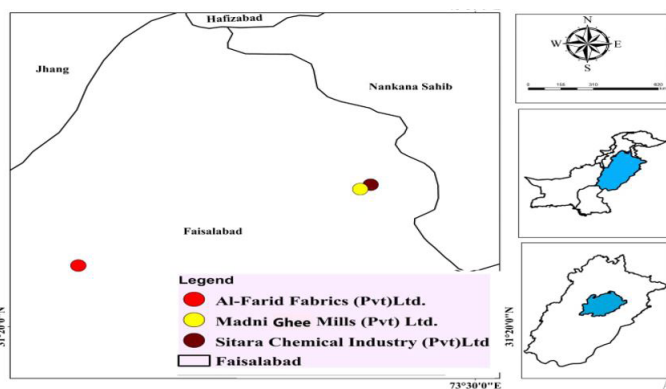 Hafizabad
Jhang
Nankana Sahib
Faisalabad
Legend
Al-Farid Fabrics (Pvt)Ltd.
Madni Ghee Mills (Pvt) Ltd.
Sitara Chemical Industry (Pvt)Ltd
Faisalabad
31°20'0"N
31°20'0"N
73°30'0"E
N
W
E
S
0